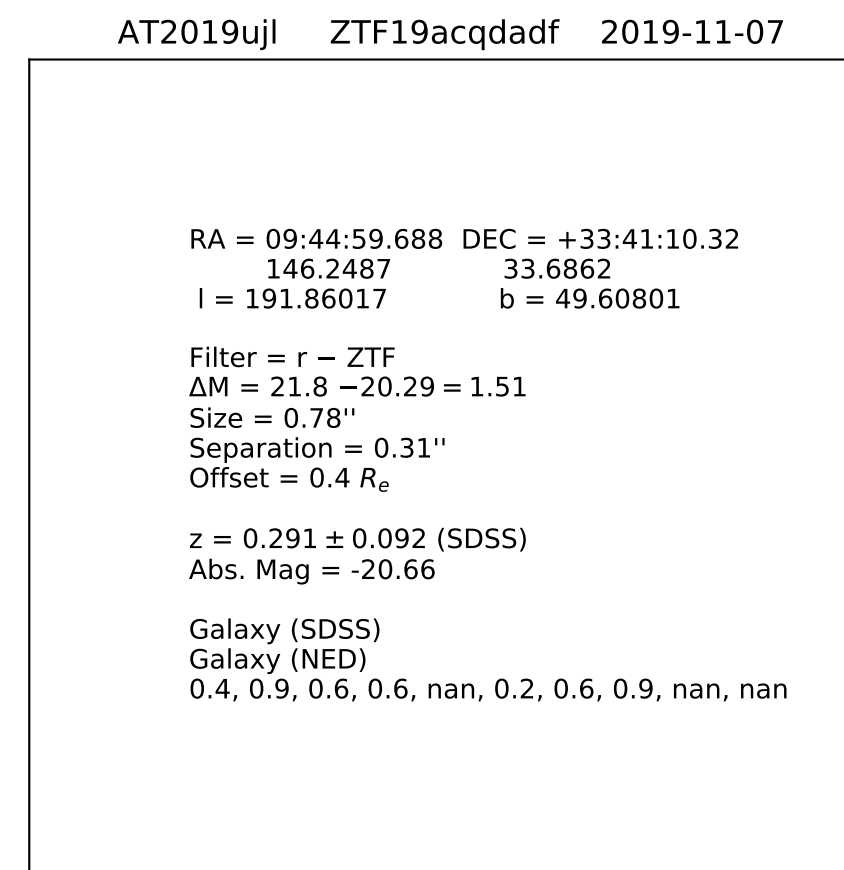 AT2019ujl ZTF19acqdadf 2019-11-07
RA = 09:44:59.688 DEC = +33:41:10.32
146.2487 33.6862
l = 191.86017 b = 49.60801
Filter = r − ZTF
ΔM = 21.8 −20.29 = 1.51
Size = 0.78''
Separation = 0.31''
Offset = 0.4 Rₑ
z = 0.291 ± 0.092 (SDSS)
Abs. Mag = -20.66
Galaxy (SDSS)
Galaxy (NED)
0.4, 0.9, 0.6, 0.6, nan, 0.2, 0.6, 0.9, nan, nan